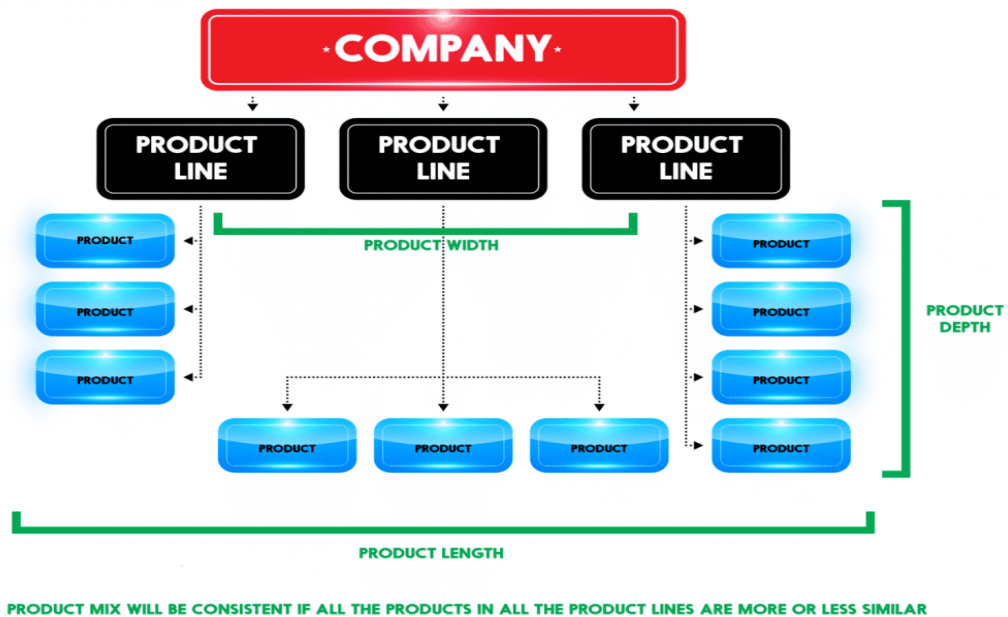 COMPANY
PRODUCT
LINE
PRODUCT
LINE
PRODUCT
LINE
PRODUCT
PRODUCT
PRODUCT
PRODUCT WIDTH
PRODUCT
PRODUCT
PRODUCT
PRODUCT
PRODUCT
PRODUCT
PRODUCT
PRODUCT
DEPTH
PRODUCT LENGTH
PRODUCT MIX WILL BE CONSISTENT IF ALL THE PRODUCTS IN ALL THE PRODUCT LINES ARE MORE OR LESS SIMILAR